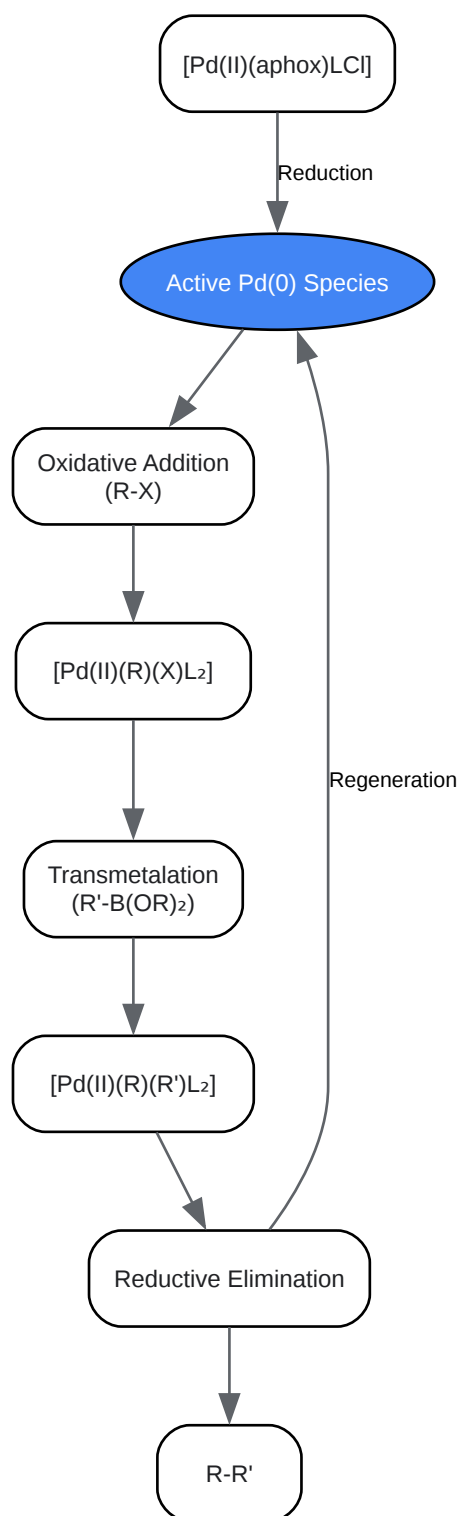 [Pd(II)(aphox)LCl]
Reduction
Active Pd(0) Species
Oxidative Addition
(R-X)
[Pd(II)(R)(X)L₂]
Regeneration
Transmetalation
(R'-B(OR)₂)
[Pd(II)(R)(R')L₂]
Reductive Elimination
R-R'